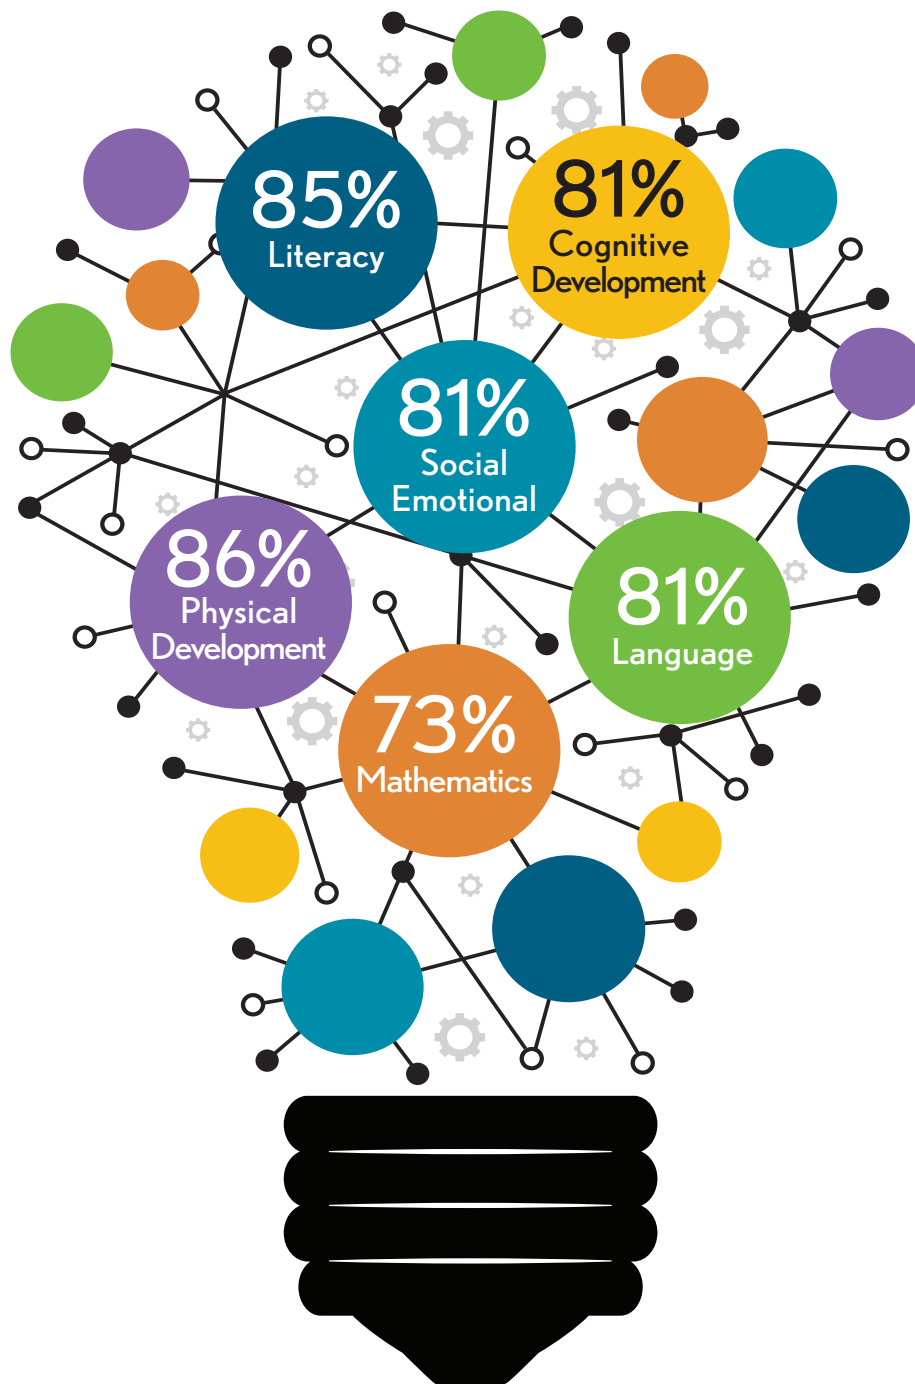 85%
Literacy
81%
Cognitive
Development
81%
Social
Emotional
86%
Physical
Development
81%
Language
73%
Mathematics